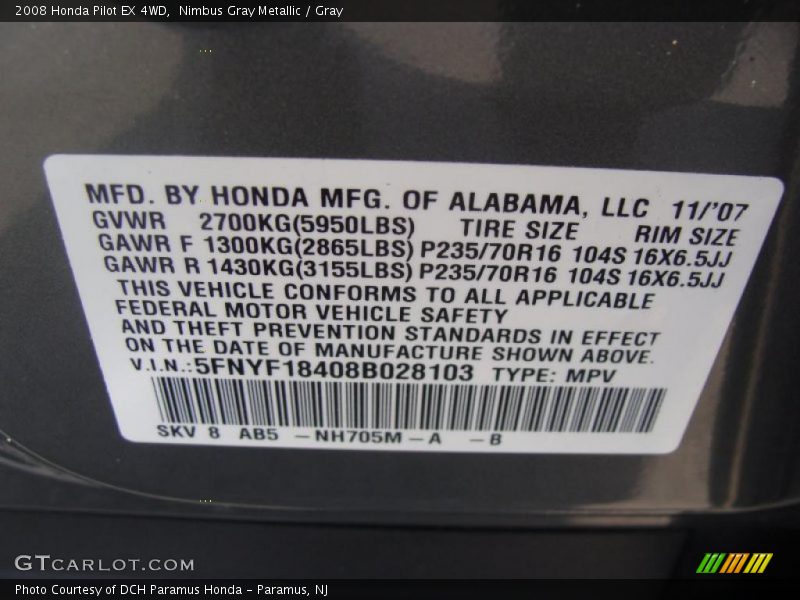 2008 Honda Pilot EX 4WD,  Nimbus Gray Metallic / Gray
MFD. BY HONDA MFG. OF ALABAMA, LLC 11/'07
GVWR 2700KG(5950LBS) TIRE SIZE RIM SIZE
GAWR F 1300KG(2865LBS) P235/70R16 104S 16X6.5JJ
GAWR R 1430KG(3155LBS) P235/70R16 104S 16X6.5JJ
THIS VEHICLE CONFORMS TO ALL APPLICABLE
FEDERAL MOTOR VEHICLE SAFETY
AND THEFT PREVENTION STANDARDS IN EFFECT
ON THE DATE OF MANUFACTURE SHOWN ABOVE.
V.I.N.:5FNYF18408B028103 TYPE: MPV
SKV 8 AB5 -NH705M-A -B
GTCARLOT.COM
Photo Courtesy of DCH Paramus Honda - Paramus, NJ